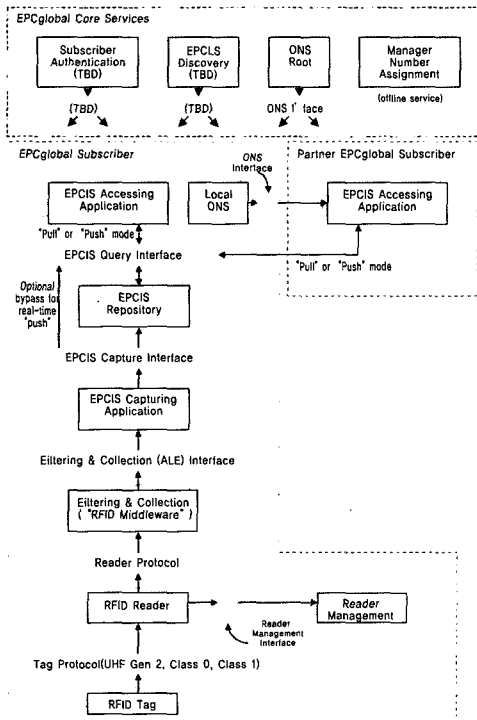 EPCglobal Core Services
Subscriber
Authentication
(TBD)
EPCLS
Discovery
(TBD)
ONS
Root
Manager
Number
Assignment
(TBD)
(TBD)
ONS I' face
(offline service)
EPCglobal Subscriber
ONS
Interface
Partner EPCglobal Subscriber
EPCIS Accessing
Application
Local
ONS
EPCIS Accessing
Application
"Pull" or "Push" mode
EPCIS Query Interface
"Pull" or "Push" mode
Optional
bypass for
real-time
"push"
EPCIS
Repository
EPCIS Capture Interface
EPCIS Capturing
Application
Eiltering & Collection (ALE) Interface
Eiltering & Collection
( "RFID Middleware" )
Reader Protocol
RFID Reader
Reader
Management
Reader
Management
Interface
Tag Protocol(UHF Gen 2, Class 0, Class 1)
RFID Tag